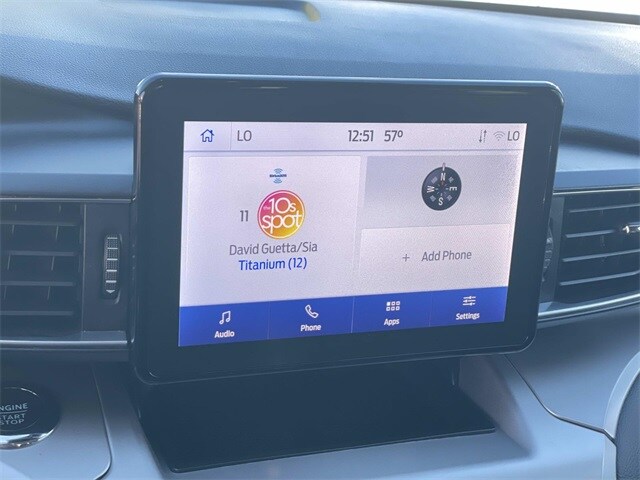 LO 12:51 57° LO
11 the 10s spot
David Guetta/Sia
Titanium (12)
N
W E
S
+ Add Phone
Audio Phone Apps Settings
ENGINE
START
STOP